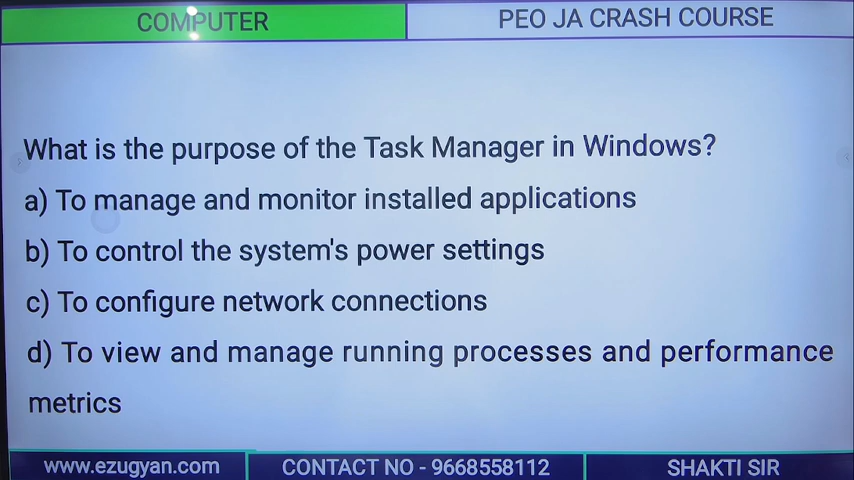 COMPUTER
PEO JA CRASH COURSE
What is the purpose of the Task Manager in Windows?
a) To manage and monitor installed applications
b) To control the system's power settings
c) To configure network connections
d) To view and manage running processes and performance
metrics
www.ezugyan.com
CONTACT NO - 9668558112
SHAKTI SIR